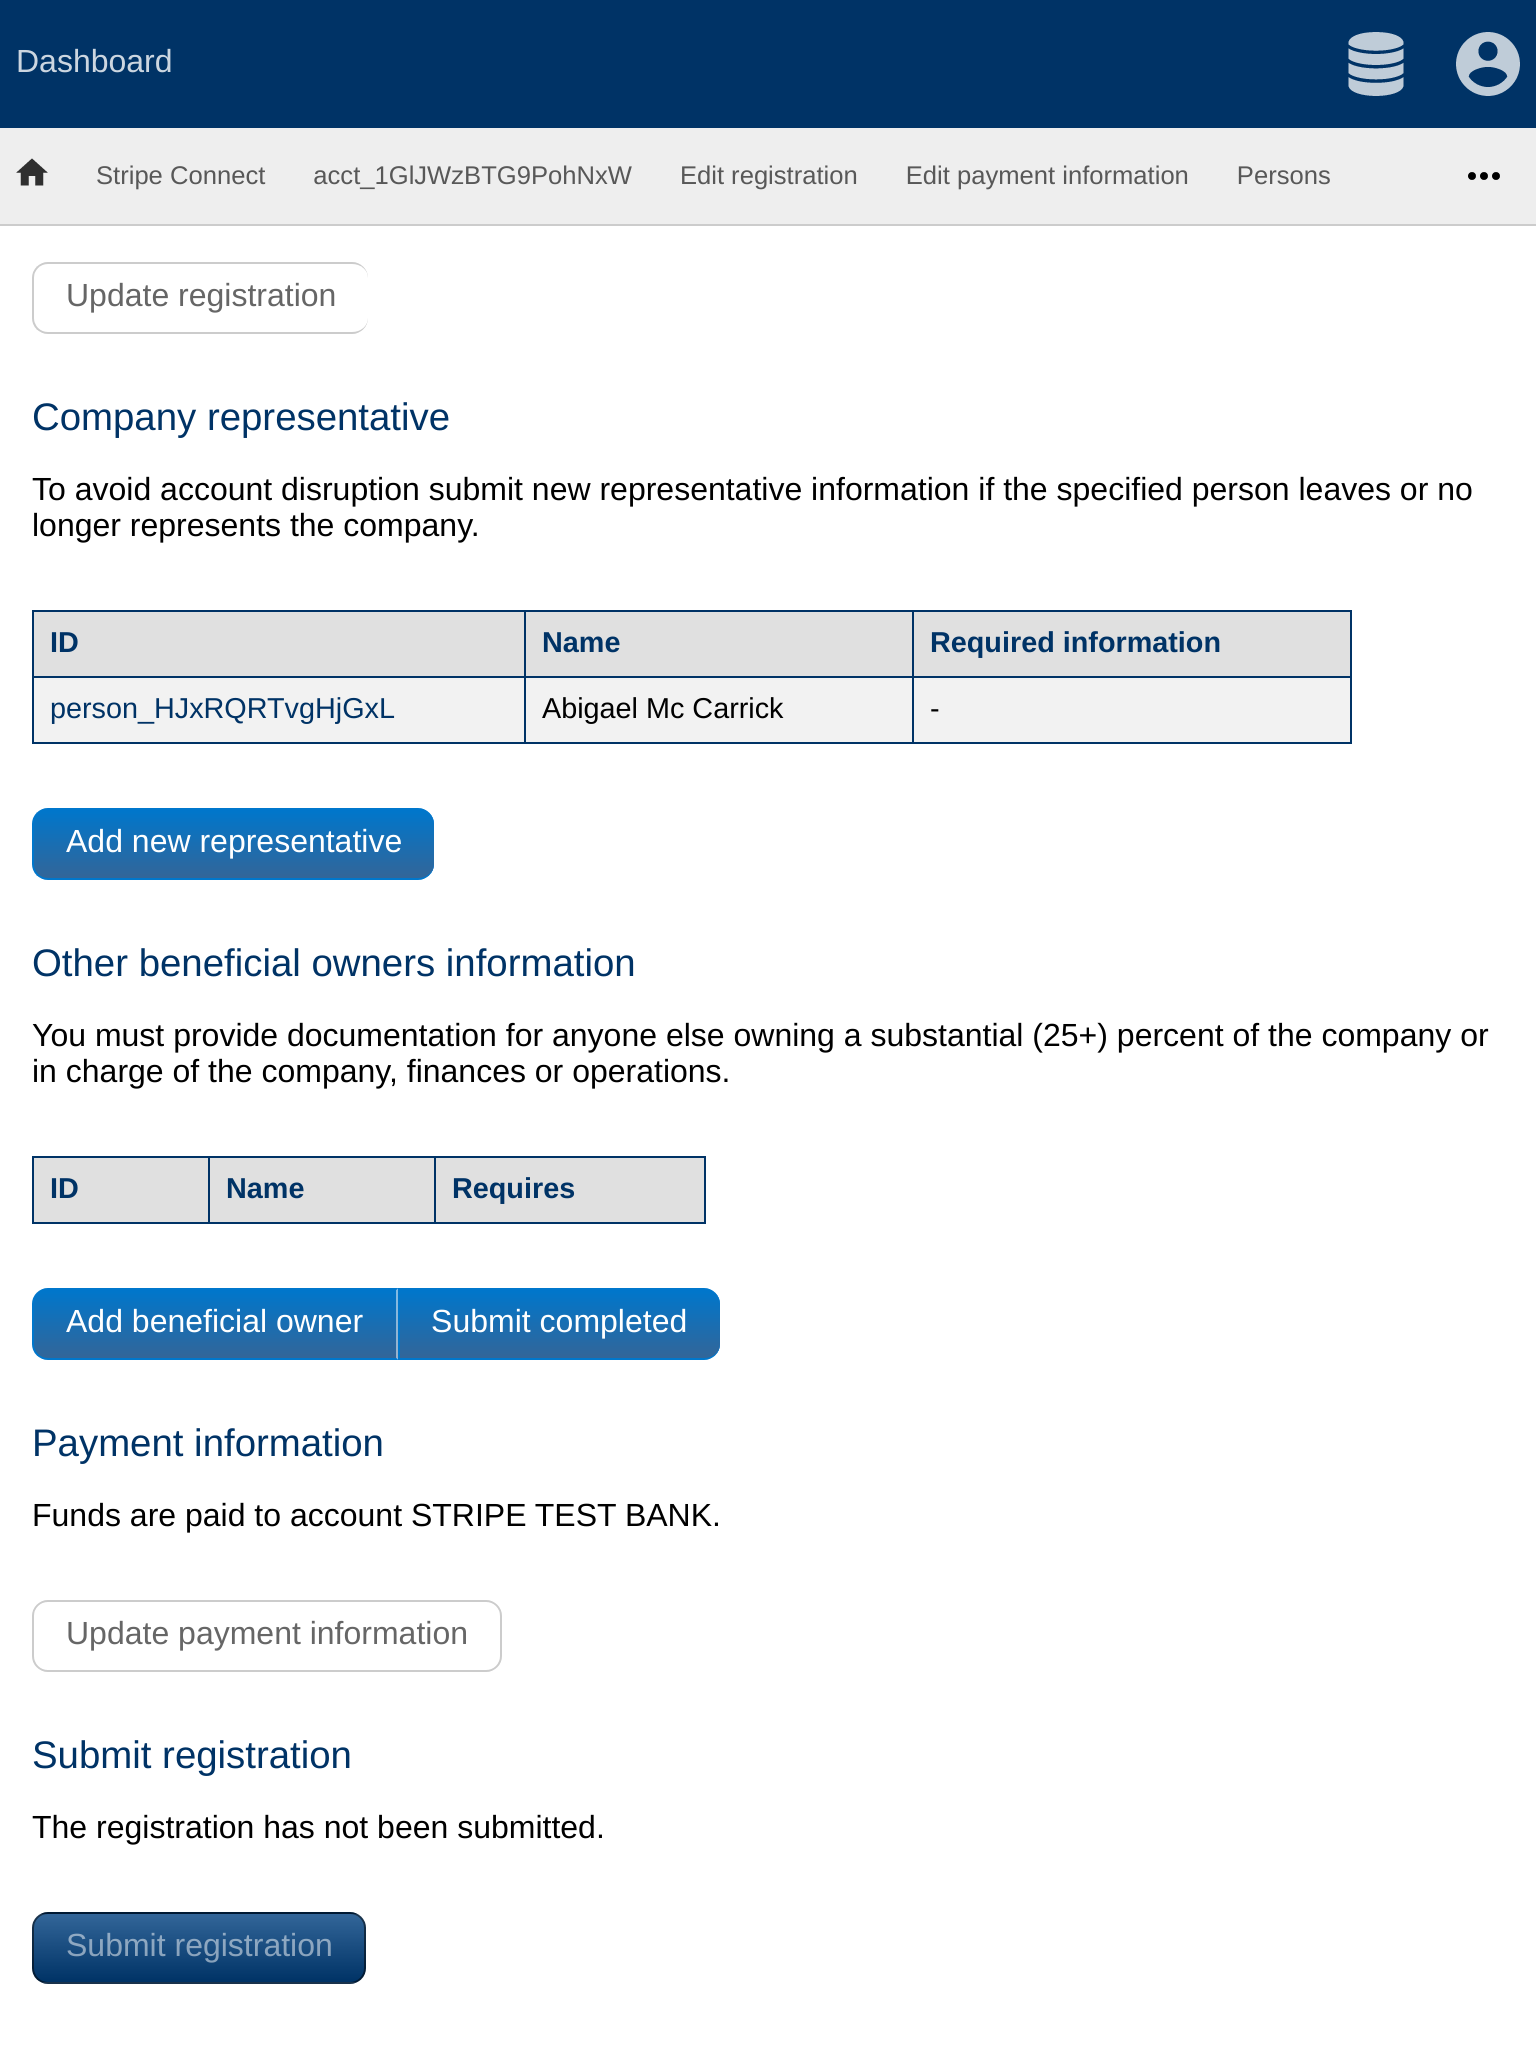 Dashboard
Stripe Connect acct_1GlJWzBTG9PohNxW Edit registration Edit payment information Persons
Update registration
Company representative
To avoid account disruption submit new representative information if the specified person leaves or no
longer represents the company.
ID Name Required information
person_HJxRQRTvgHjGxL Abigael Mc Carrick -
Add new representative
Other beneficial owners information
You must provide documentation for anyone else owning a substantial (25+) percent of the company or
in charge of the company, finances or operations.
ID Name Requires
Add beneficial owner Submit completed
Payment information
Funds are paid to account STRIPE TEST BANK.
Update payment information
Submit registration
The registration has not been submitted.
Submit registration